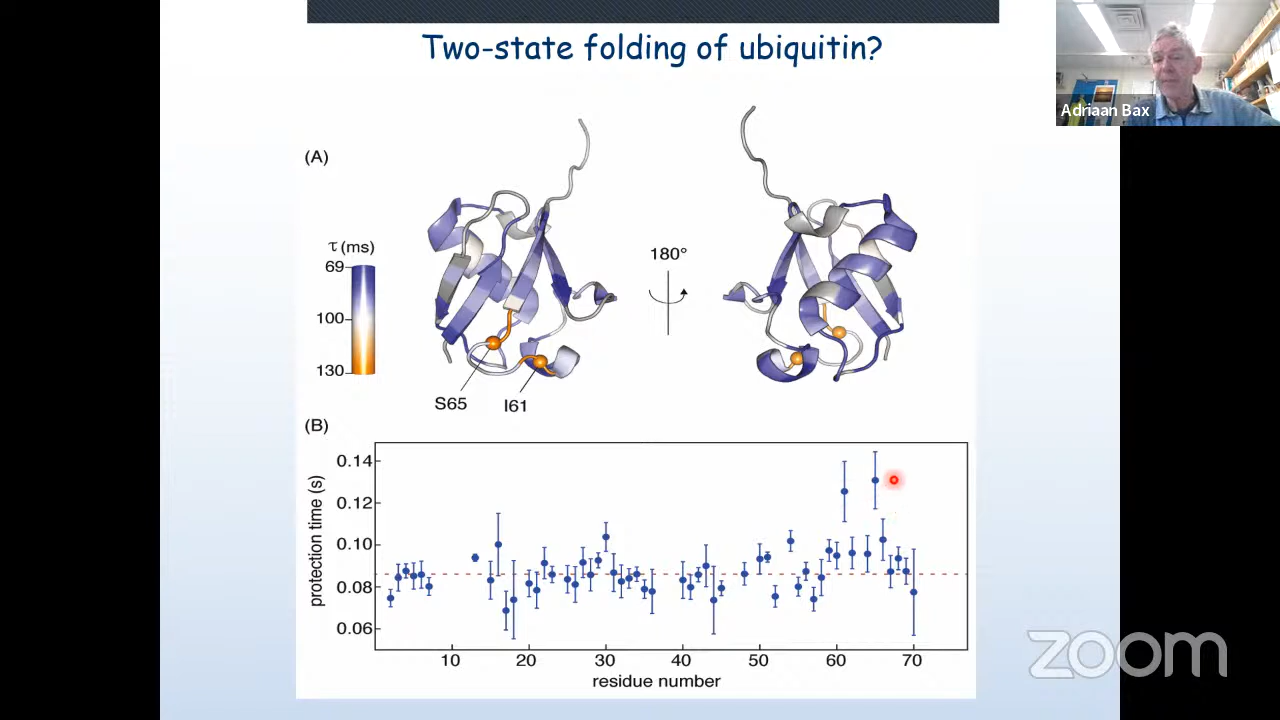 Two-state folding of ubiquitin?
Adriaan Bax
(A)
τ (ms)
69
100
130
180°
S65
I61
(B)
protection time (s)
0.14
0.12
0.10
0.08
0.06
10 20 30 40 50 60 70
residue number
zoom